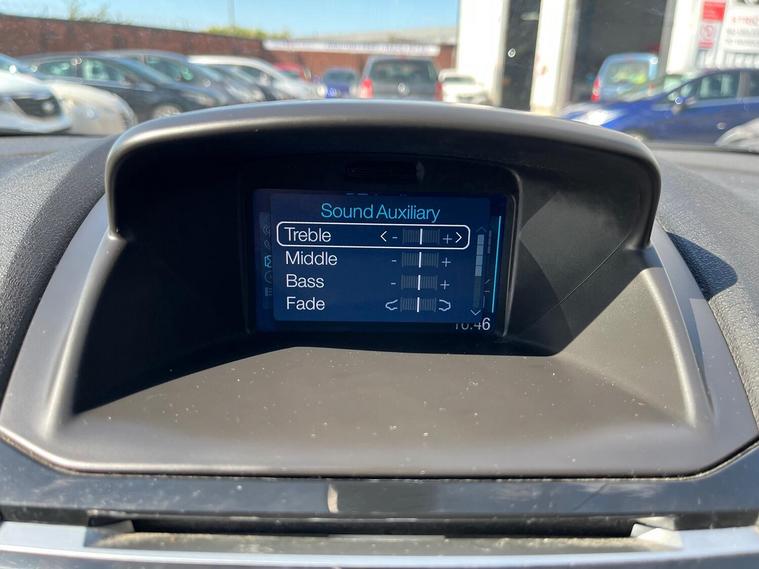 Sound Auxiliary
Treble < - + >
Middle - +
Bass - +
Fade
10:46